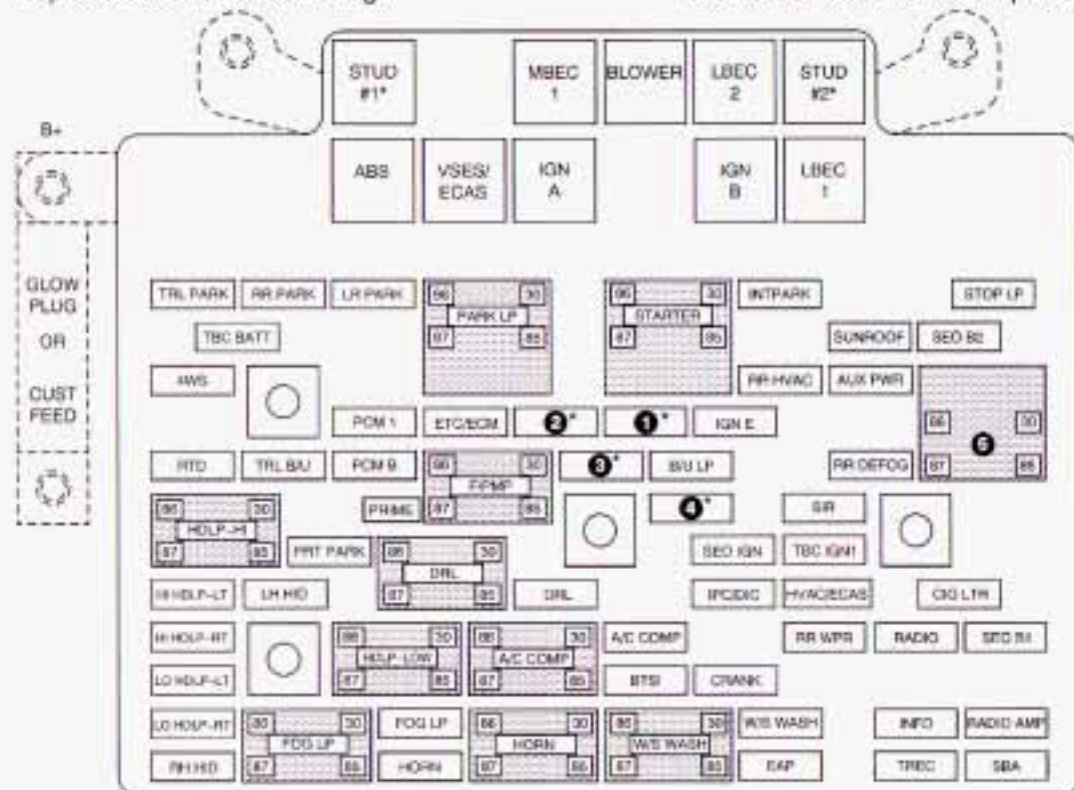 B+
STUD #1*
MBEC 1
BLOWER
LBEC 2
STUD #2*
ABS
VSES/ ECAS
IGN A
IGN B
LBEC 1
GLOW PLUG
OR
CUST FEED
TRL PARK
RR PARK
LR PARK
86 30
PARK LP
87 85
86 30
STARTER
87 85
INTPARK
STOP LP
TBC BATT
SUNROOF
SEO B2
4WS
RR HVAC
AUX PWR
PCM 1
ETC/ECM
2*
1*
IGN E
86 30
5
87 85
RTD
TRL B/U
PCM B
86 30
F/PMP
87 85
3*
B/U LP
RR DEFOG
86 30
HDLP-HI
87 85
PRIME
4*
SIR
FRT PARK
86 30
DRL
87 85
SEO IGN
TBC IGN1
HI HDLP-LT
LH HID
DRL
IPC/DIC
HVAC/ECAS
CIG LTR
HI HDLP-RT
86 30
HDLP-LOW
87 85
86 30
A/C COMP
87 85
A/C COMP
RR WPR
RADIO
SEO B1
LO HDLP-LT
BTSI
CRANK
LO HDLP-RT
86 30
FOG LP
87 85
FOG LP
86 30
HORN
87 85
86 30
W/S WASH
87 85
W/S WASH
INFO
RADIO AMP
RH HID
HORN
EAP
TREC
SBA